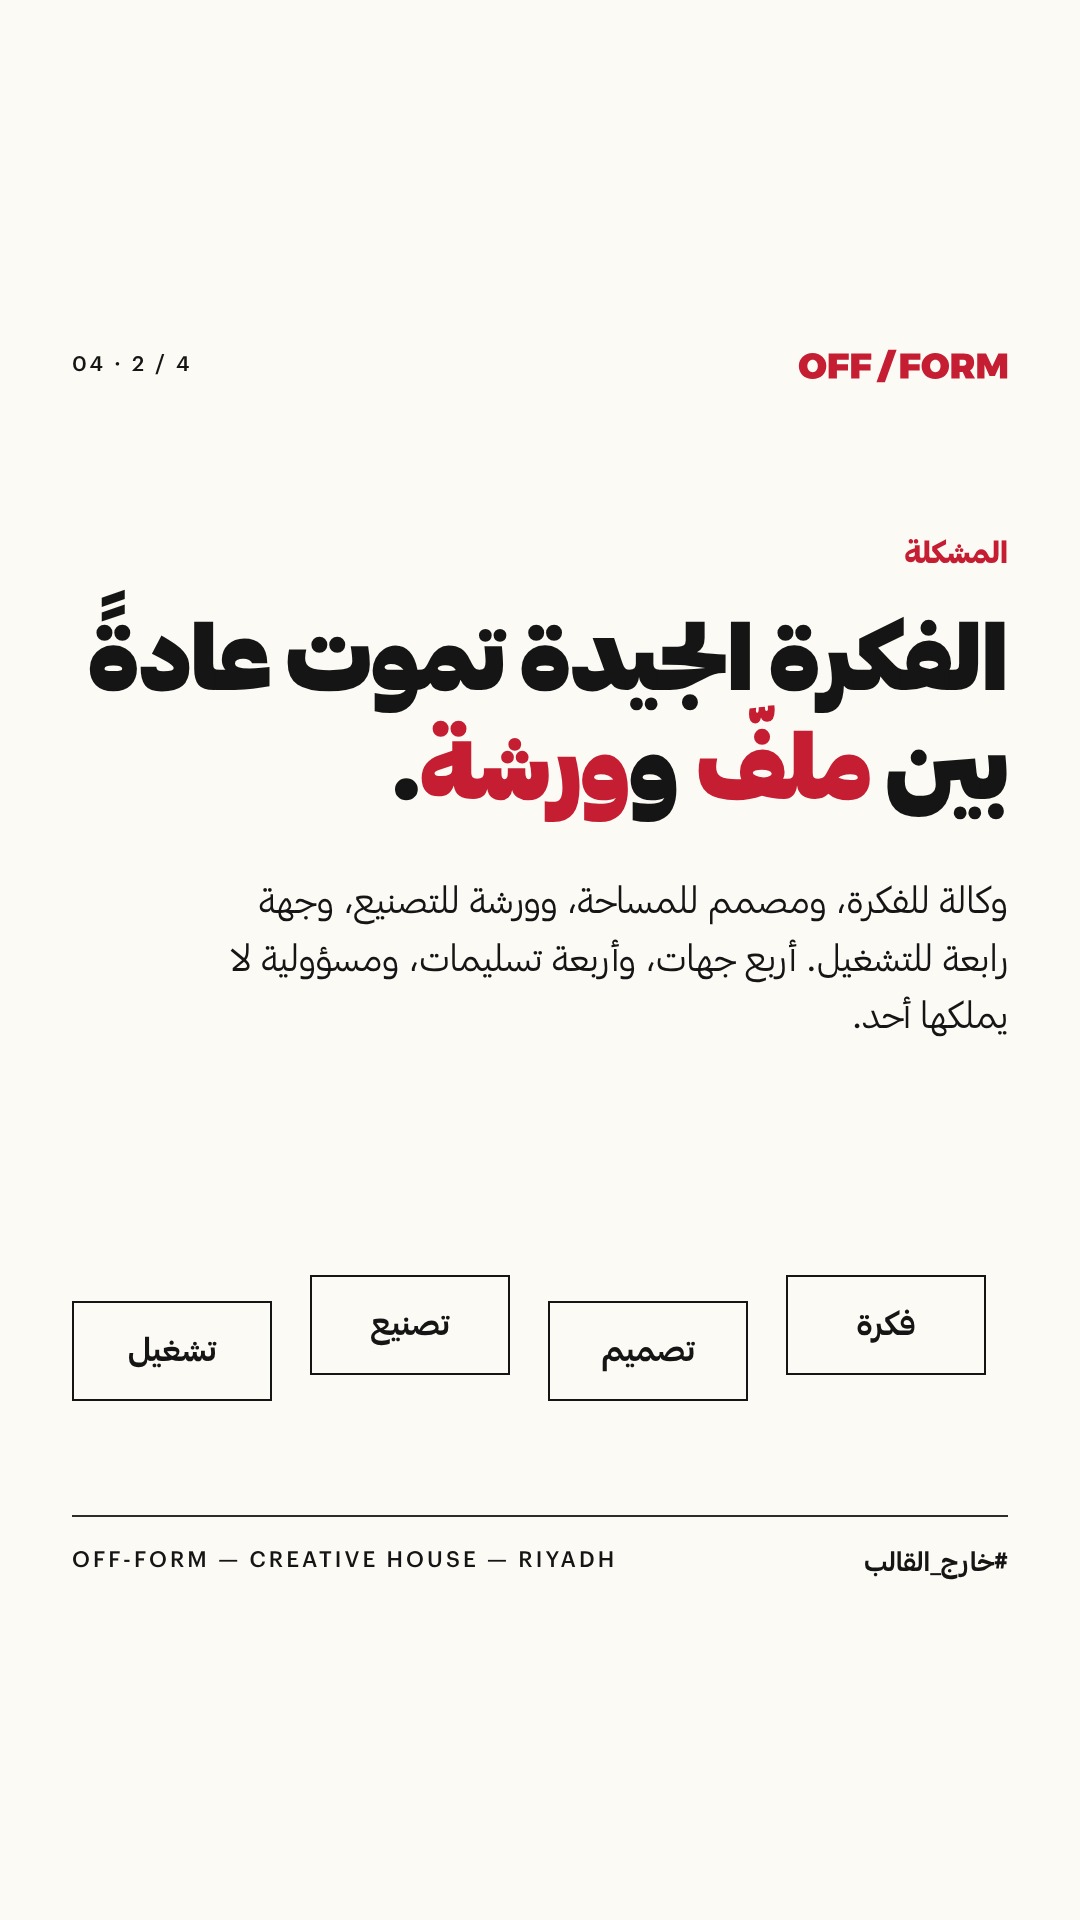 OFF/FORM
04 · 2 / 4
المشكلة
الفكرة الجيدة تموت عادةً
بين ملفّ وورشة.
وكالة للفكرة، ومصمم للمساحة، وورشة للتصنيع، وجهة
رابعة للتشغيل. أربع جهات، وأربعة تسليمات، ومسؤولية لا
يملكها أحد.
فكرة
تصميم
تصنيع
تشغيل
#خارج_القالب
OFF-FORM — CREATIVE HOUSE — RIYADH